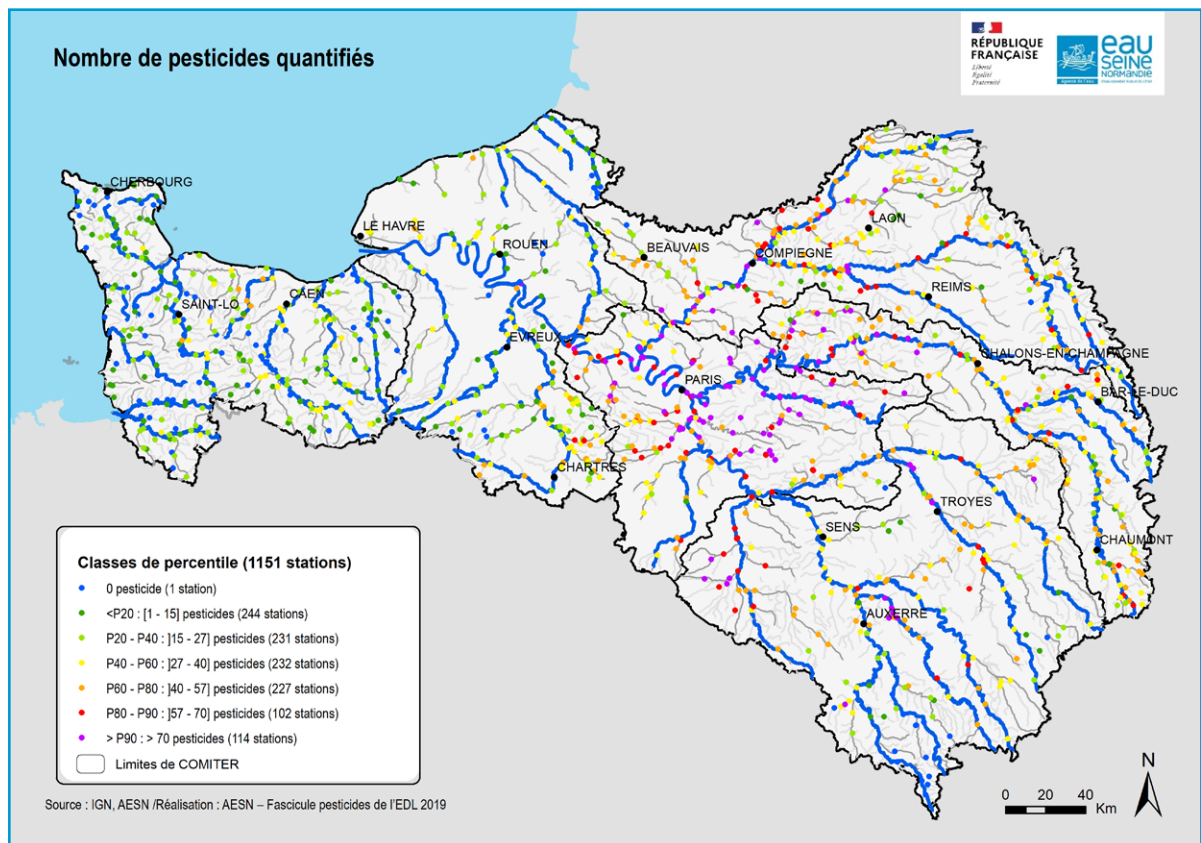 Nombre de pesticides quantifiés
RÉPUBLIQUE
FRANÇAISE
Liberté
Égalité
Fraternité
eau
SEINE
NORMANDIE
CHERBOURG
LE HAVRE
ROUEN
BEAUVAIS
COMPIEGNE
LAON
SAINT-LO
CAEN
EVREUX
REIMS
PARIS
CHALONS-EN-CHAMPAGNE
BAR-LE-DUC
CHARTRES
TROYES
SENS
CHAUMONT
AUXERRE
Classes de percentile (1151 stations)
0 pesticide (1 station)
<P20 : [1 - 15] pesticides (244 stations)
P20 - P40 : ]15 - 27] pesticides (231 stations)
P40 - P60 : ]27 - 40] pesticides (232 stations)
P60 - P80 : ]40 - 57] pesticides (227 stations)
P80 - P90 : ]57 - 70] pesticides (102 stations)
> P90 : > 70 pesticides (114 stations)
Limites de COMITER
Source : IGN, AESN /Réalisation : AESN – Fascicule pesticides de l'EDL 2019
0 20 40
Km
N